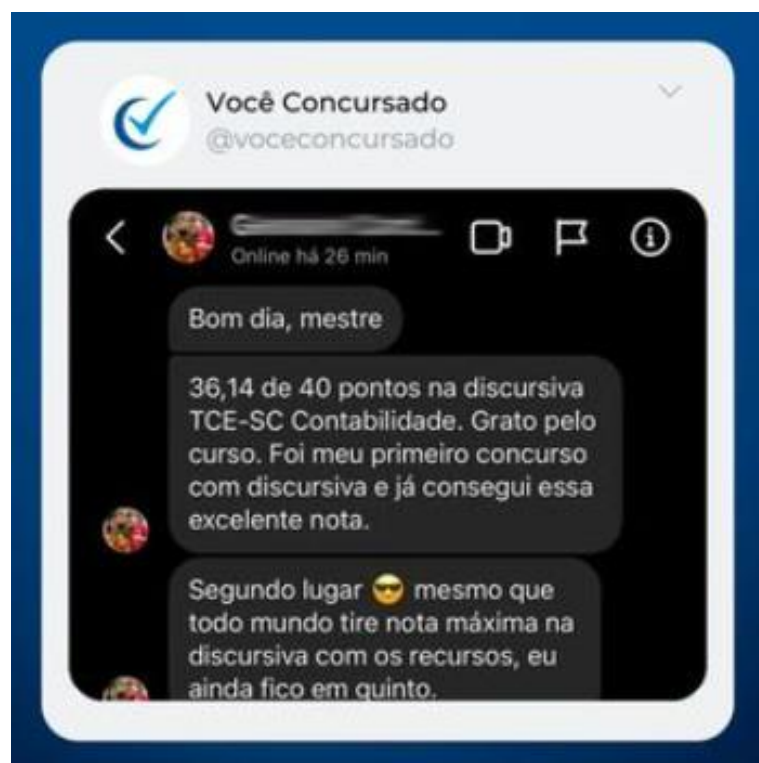 Você Concursado
@voceconcursado
Online há 26 min
Bom dia, mestre
36,14 de 40 pontos na discursiva
TCE-SC Contabilidade. Grato pelo
curso. Foi meu primeiro concurso
com discursiva e já consegui essa
excelente nota.
Segundo lugar 😎 mesmo que
todo mundo tire nota máxima na
discursiva com os recursos, eu
ainda fico em quinto.